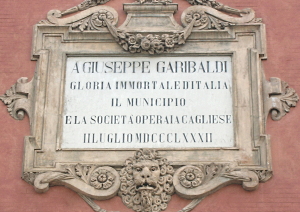 A GIUSEPPE GARIBALDI
GLORIA IMMORTALE D'ITALIA
IL MUNICIPIO
E LA SOCIETÀ OPERAIA CAGLIESE
II LUGLIO MDCCCLXXXII